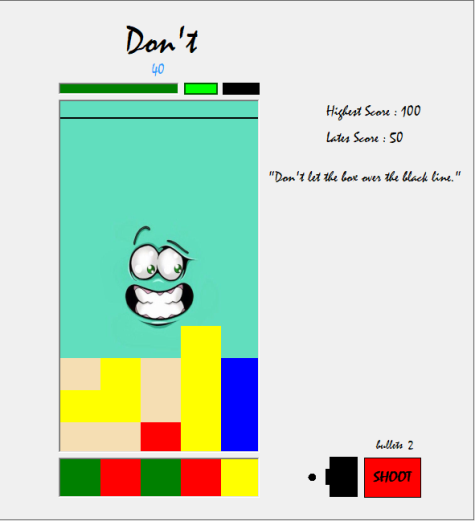 Don't
40
Highest Score : 100
Lates Score : 50
"Don't let the box over the black line."
bullets 2
SHOOT